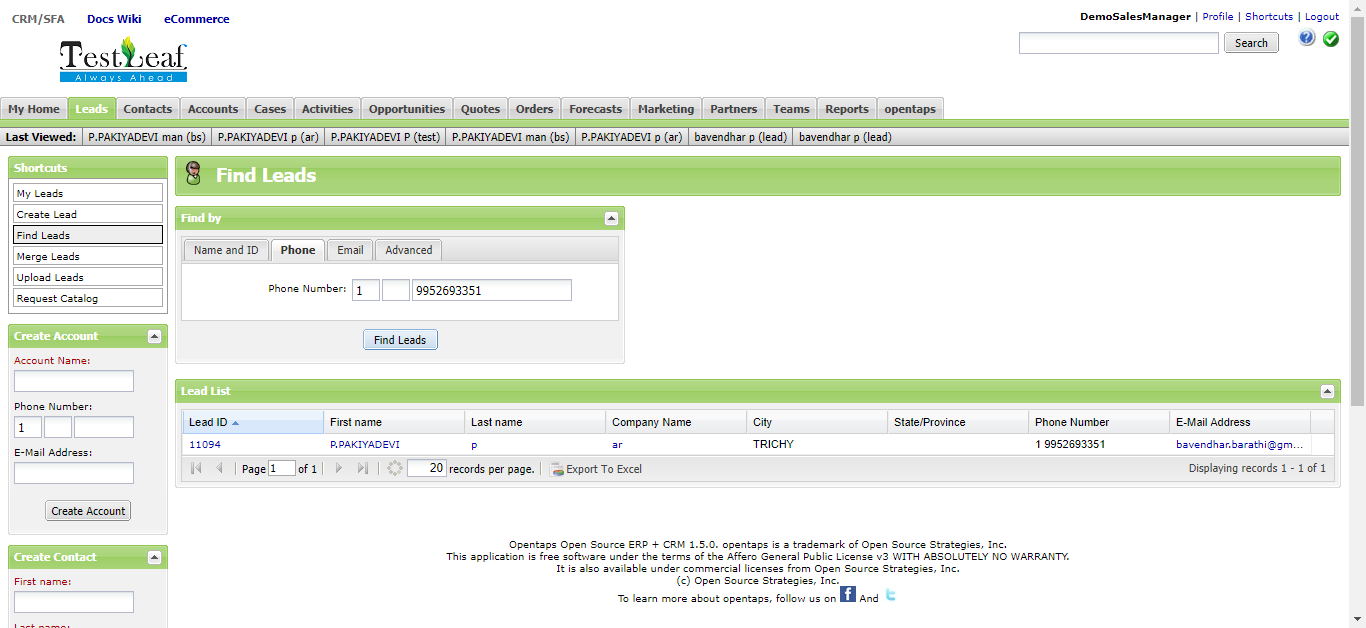 CRM/SFA Docs Wiki eCommerce
DemoSalesManager | Profile | Shortcuts | Logout
TestLeaf
Always Ahead
Search
?
My Home Leads Contacts Accounts Cases Activities Opportunities Quotes Orders Forecasts Marketing Partners Teams Reports opentaps
Last Viewed: P.PAKIYADEVI man (bs) P.PAKIYADEVI p (ar) P.PAKIYADEVI P (test) P.PAKIYADEVI man (bs) P.PAKIYADEVI p (ar) bavendhar p (lead) bavendhar p (lead)
Shortcuts
My Leads
Create Lead
Find Leads
Merge Leads
Upload Leads
Request Catalog
Create Account
Account Name:
Phone Number:
1
E-Mail Address:
Create Account
Create Contact
First name:
Last name:
Find Leads
Find by
Name and ID Phone Email Advanced
Phone Number: 1 9952693351
Find Leads
Lead List
Lead ID First name Last name Company Name City State/Province Phone Number E-Mail Address
11094 P.PAKIYADEVI p ar TRICHY 1 9952693351 bavendhar.barathi@gm...
Page 1 of 1 20 records per page. Export To Excel Displaying records 1 - 1 of 1
Opentaps Open Source ERP + CRM 1.5.0. opentaps is a trademark of Open Source Strategies, Inc.
This application is free software under the terms of the Affero General Public License v3 WITH ABSOLUTELY NO WARRANTY.
It is also available under commercial licenses from Open Source Strategies, Inc.
(c) Open Source Strategies, Inc.
To learn more about opentaps, follow us on f And t